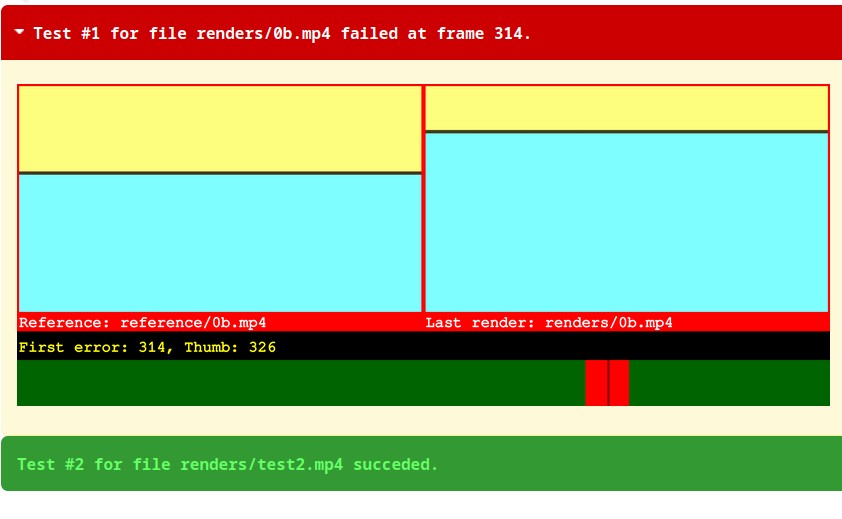 Test #1 for file renders/0b.mp4 failed at frame 314.
Reference: reference/0b.mp4
Last render: renders/0b.mp4
First error: 314, Thumb: 326
Test #2 for file renders/test2.mp4 succeded.